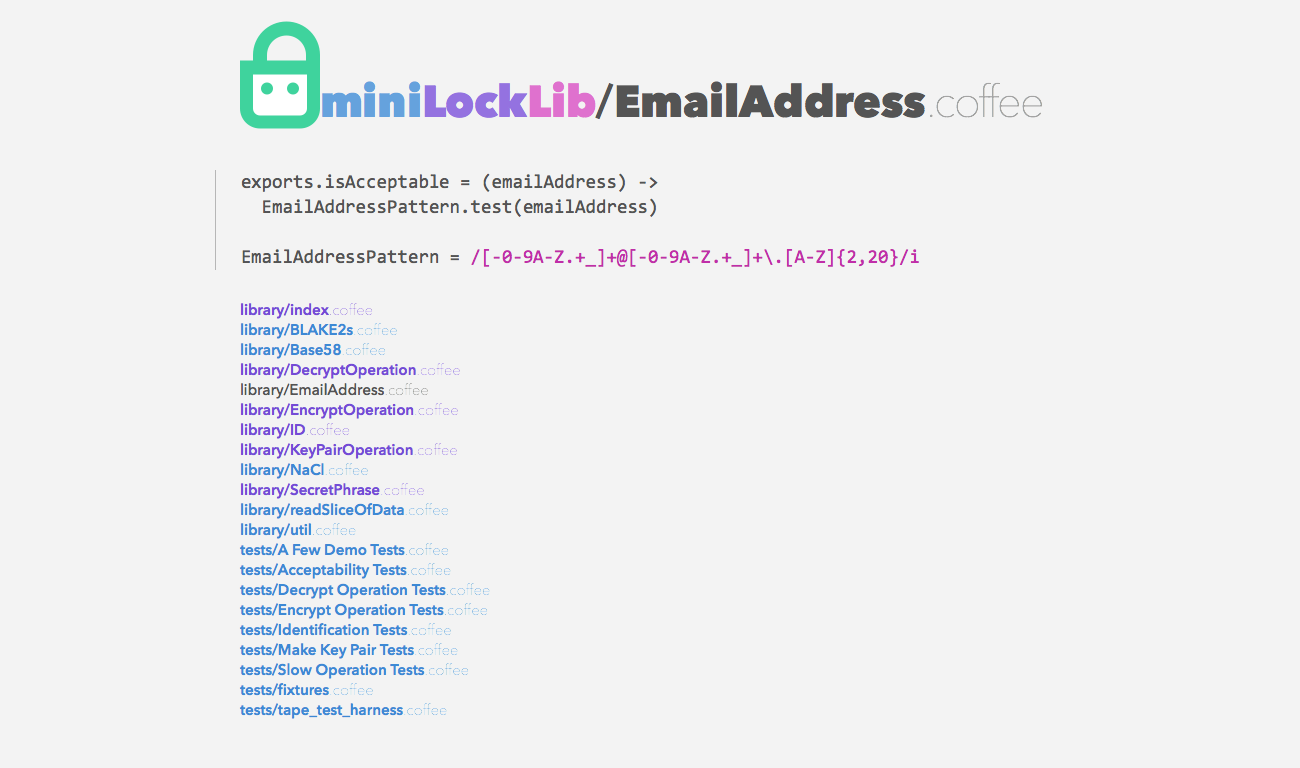 miniLockLib/EmailAddress.coffee
exports.isAcceptable = (emailAddress) ->
  EmailAddressPattern.test(emailAddress)
EmailAddressPattern = /[-0-9A-Z.+_]+@[-0-9A-Z.+_]+\.[A-Z]{2,20}/i
library/index.coffee
library/BLAKE2s.coffee
library/Base58.coffee
library/DecryptOperation.coffee
library/EmailAddress.coffee
library/EncryptOperation.coffee
library/ID.coffee
library/KeyPairOperation.coffee
library/NaCl.coffee
library/SecretPhrase.coffee
library/readSliceOfData.coffee
library/util.coffee
tests/A Few Demo Tests.coffee
tests/Acceptability Tests.coffee
tests/Decrypt Operation Tests.coffee
tests/Encrypt Operation Tests.coffee
tests/Identification Tests.coffee
tests/Make Key Pair Tests.coffee
tests/Slow Operation Tests.coffee
tests/fixtures.coffee
tests/tape_test_harness.coffee